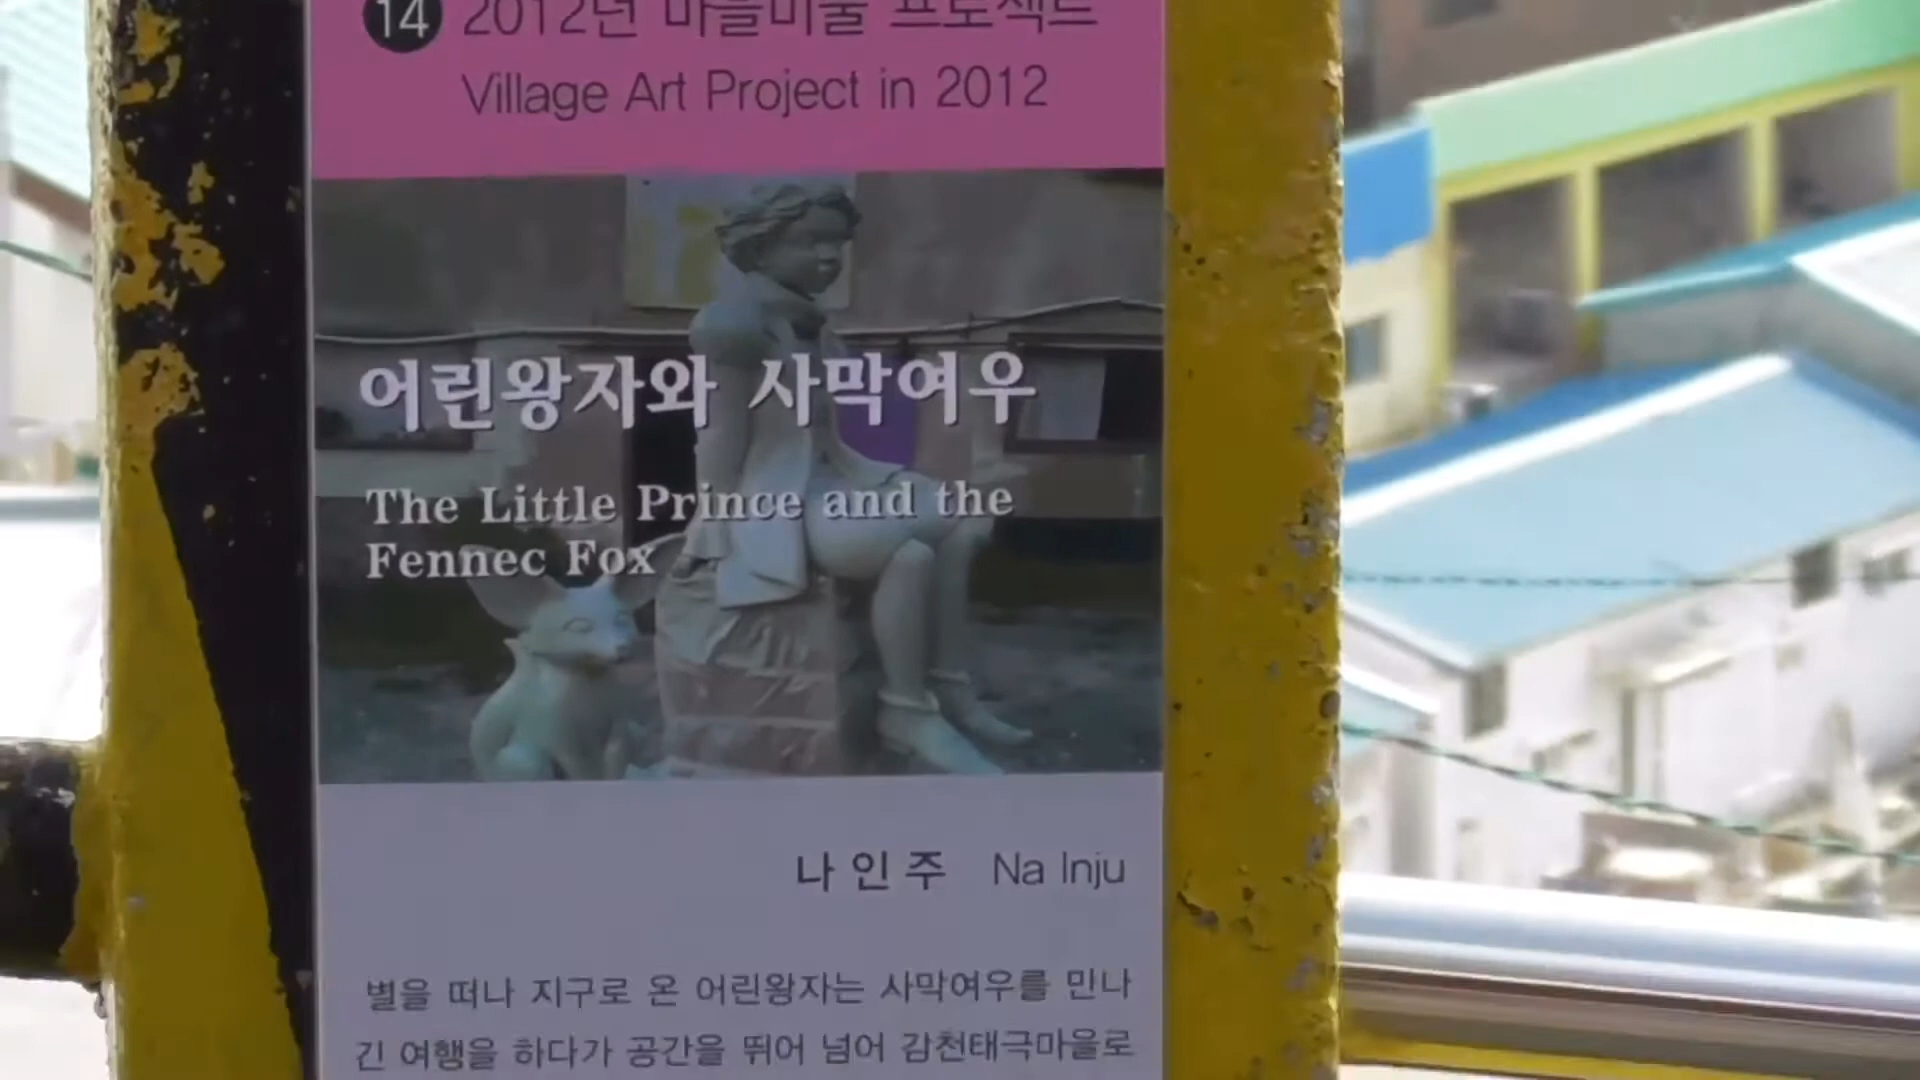 14 2012년 마을미술 프로젝트
Village Art Project in 2012
어린왕자와 사막여우
The Little Prince and the
Fennec Fox
나인주 Na Inju
별을 떠나 지구로 온 어린왕자는 사막여우를 만나
긴 여행을 하다가 공간을 뛰어 넘어 감천태극마을로